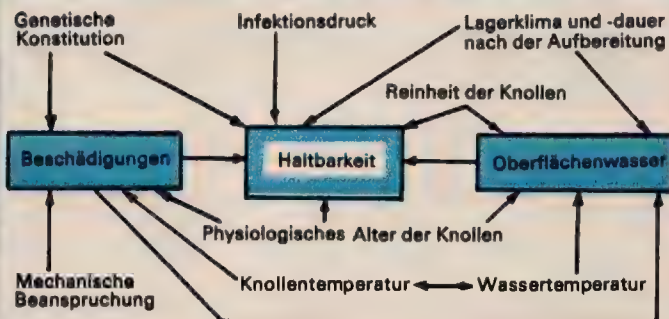 Genetische
Konstitution
Infektionsdruck
Lagerklima und -dauer
nach der Aufbereitung
Reinheit der Knollen
Beschädigungen
Haltbarkeit
Oberflächenwasser
Physiologisches Alter der Knollen
Mechanische
Beanspruchung
Knollentemperatur
Wassertemperatur